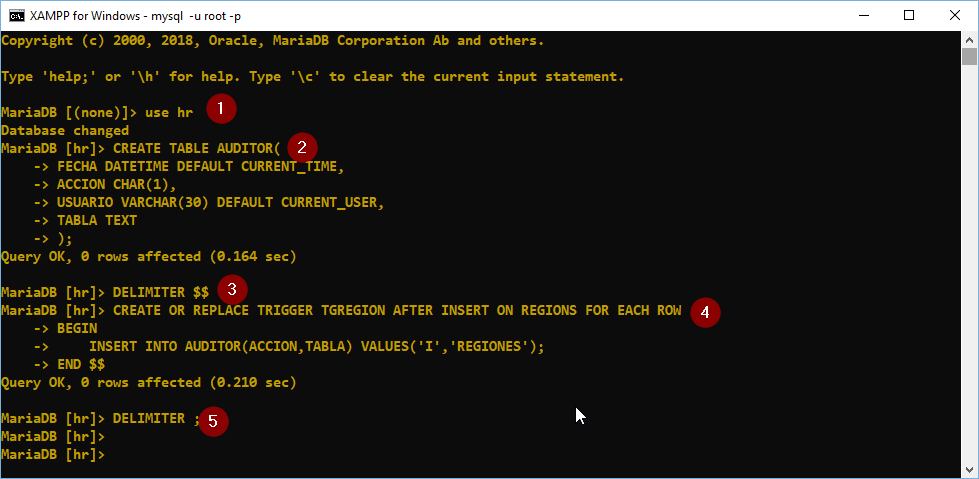 XAMPP for Windows - mysql -u root -p
Copyright (c) 2000, 2018, Oracle, MariaDB Corporation Ab and others.
Type 'help;' or '\h' for help. Type '\c' to clear the current input statement.
MariaDB [(none)]> use hr 1
Database changed
MariaDB [hr]> CREATE TABLE AUDITOR( 2
-> FECHA DATETIME DEFAULT CURRENT_TIME,
-> ACCION CHAR(1),
-> USUARIO VARCHAR(30) DEFAULT CURRENT_USER,
-> TABLA TEXT
-> );
Query OK, 0 rows affected (0.164 sec)
MariaDB [hr]> DELIMITER $$ 3
MariaDB [hr]> CREATE OR REPLACE TRIGGER TGREGION AFTER INSERT ON REGIONS FOR EACH ROW 4
-> BEGIN
->     INSERT INTO AUDITOR(ACCION,TABLA) VALUES('I','REGIONES');
-> END $$
Query OK, 0 rows affected (0.210 sec)
MariaDB [hr]> DELIMITER ; 5
MariaDB [hr]>
MariaDB [hr]>